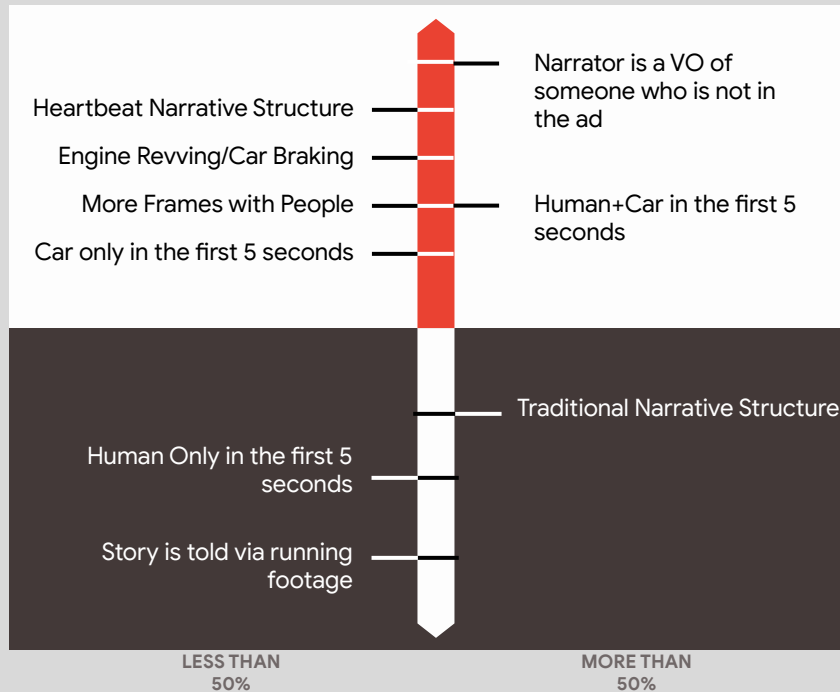 Narrator is a VO of
someone who is not in
the ad
Heartbeat Narrative Structure
Engine Revving/Car Braking
More Frames with People
Human+Car in the first 5
seconds
Car only in the first 5 seconds
Traditional Narrative Structure
Human Only in the first 5
seconds
Story is told via running
footage
LESS THAN
50%
MORE THAN
50%